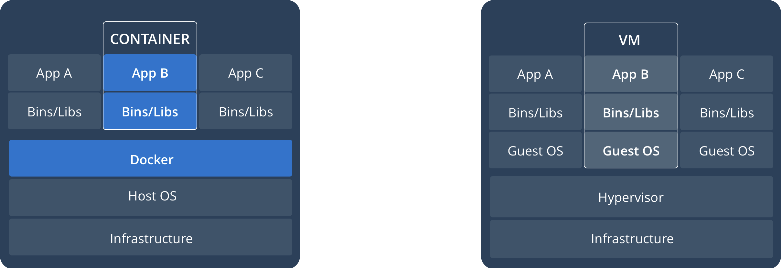 CONTAINER
App A App B App C
Bins/Libs Bins/Libs Bins/Libs
Docker
Host OS
Infrastructure
VM
App A App B App C
Bins/Libs Bins/Libs Bins/Libs
Guest OS Guest OS Guest OS
Hypervisor
Infrastructure